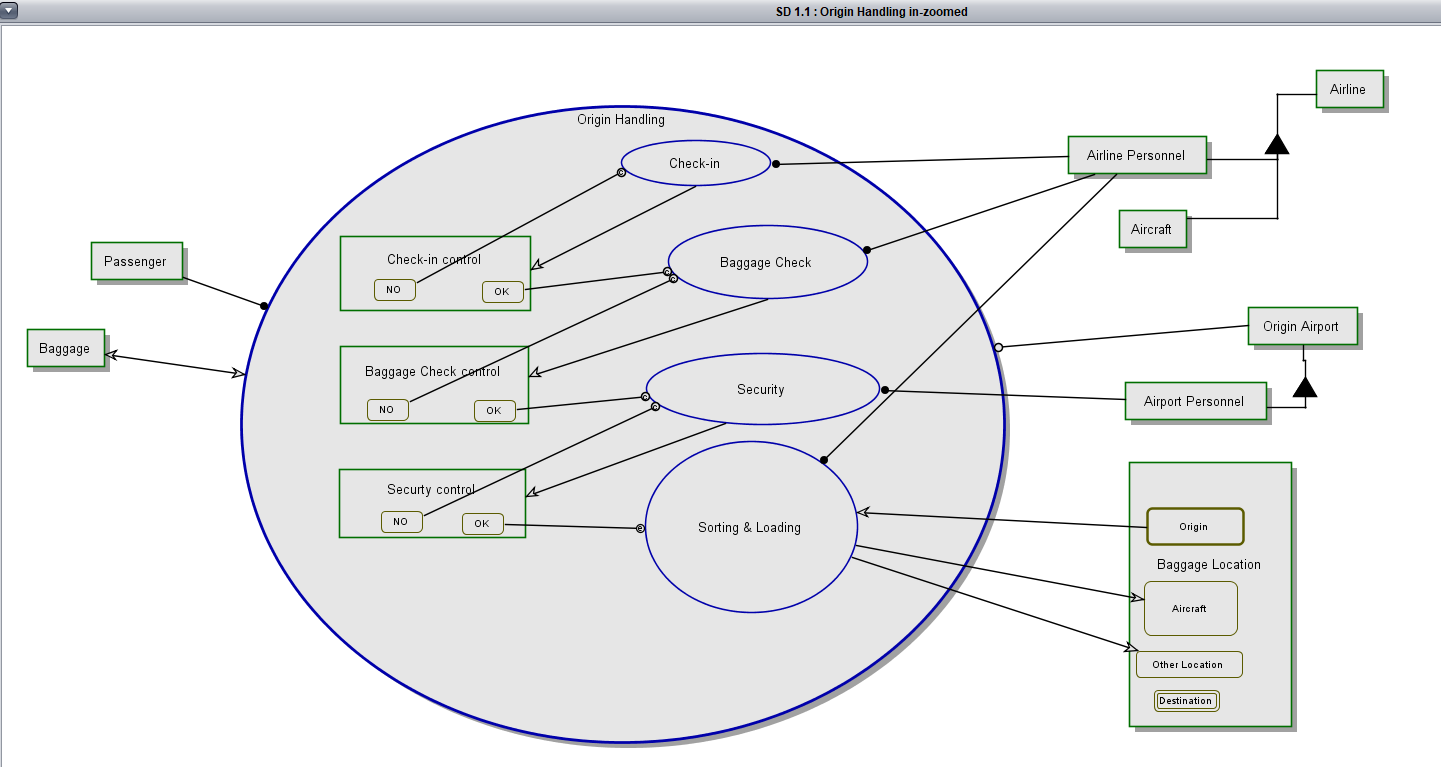 SD 1.1 : Origin Handling in-zoomed
Airline
Origin Handling
Check-in
Airline Personnel
Aircraft
Passenger
Check-in control
NO
OK
Baggage Check
Origin Airport
Baggage
Baggage Check control
NO
OK
Security
Airport Personnel
Securty control
NO
OK
Sorting & Loading
Origin
Baggage Location
Aircraft
Other Location
Destination